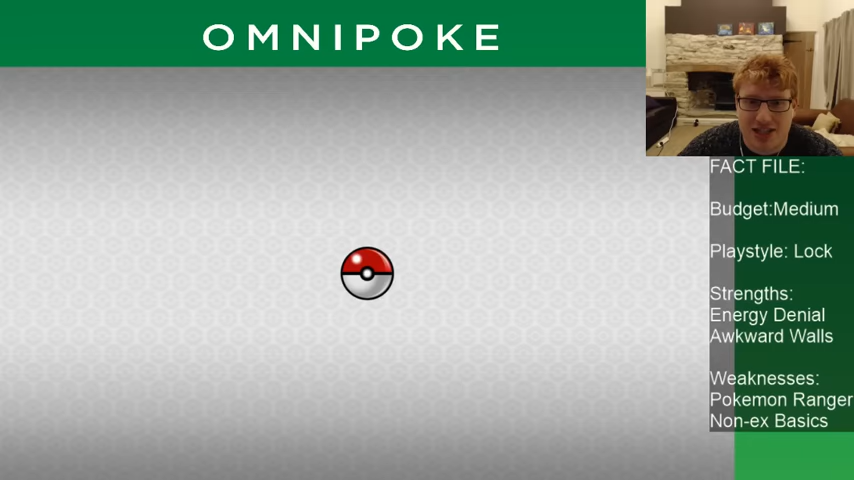 OMNIPOKE
FACT FILE:
Budget:Medium
Playstyle: Lock
Strengths:
Energy Denial
Awkward Walls
Weaknesses:
Pokemon Ranger
Non-ex Basics